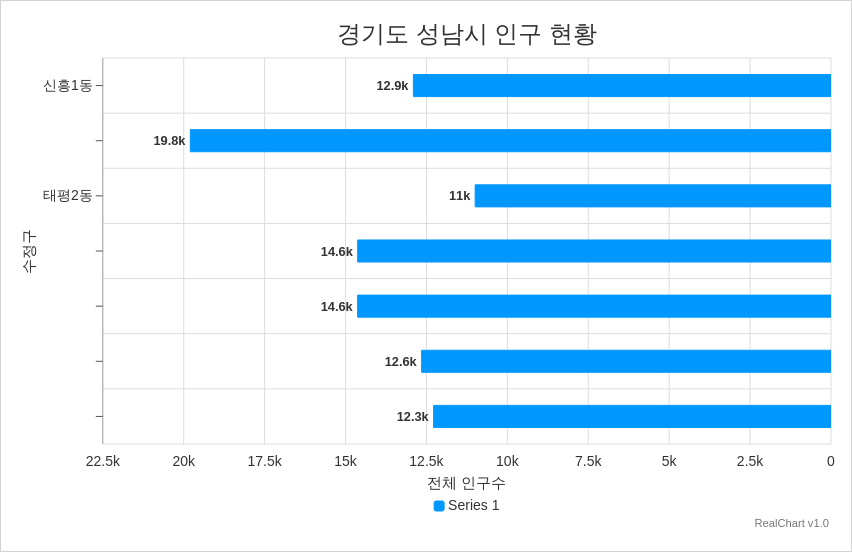 경기도 성남시 인구 현황
신흥1동
12.9k
19.8k
태평2동
11k
수정구
14.6k
14.6k
12.6k
12.3k
22.5k 20k 17.5k 15k 12.5k 10k 7.5k 5k 2.5k 0
전체 인구수
Series 1
RealChart v1.0